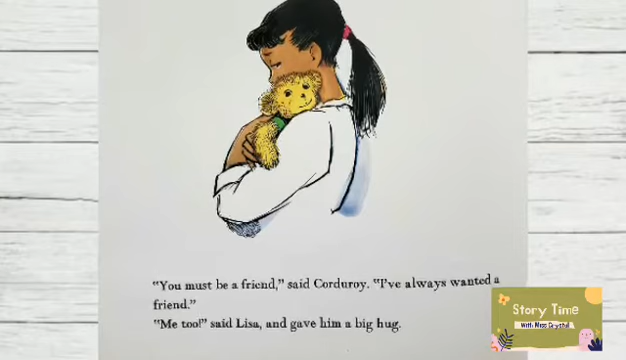 “You must be a friend,” said Corduroy. “I’ve always wanted a
friend.”
“Me too!” said Lisa, and gave him a big hug.
Story Time
With Miss Crystal